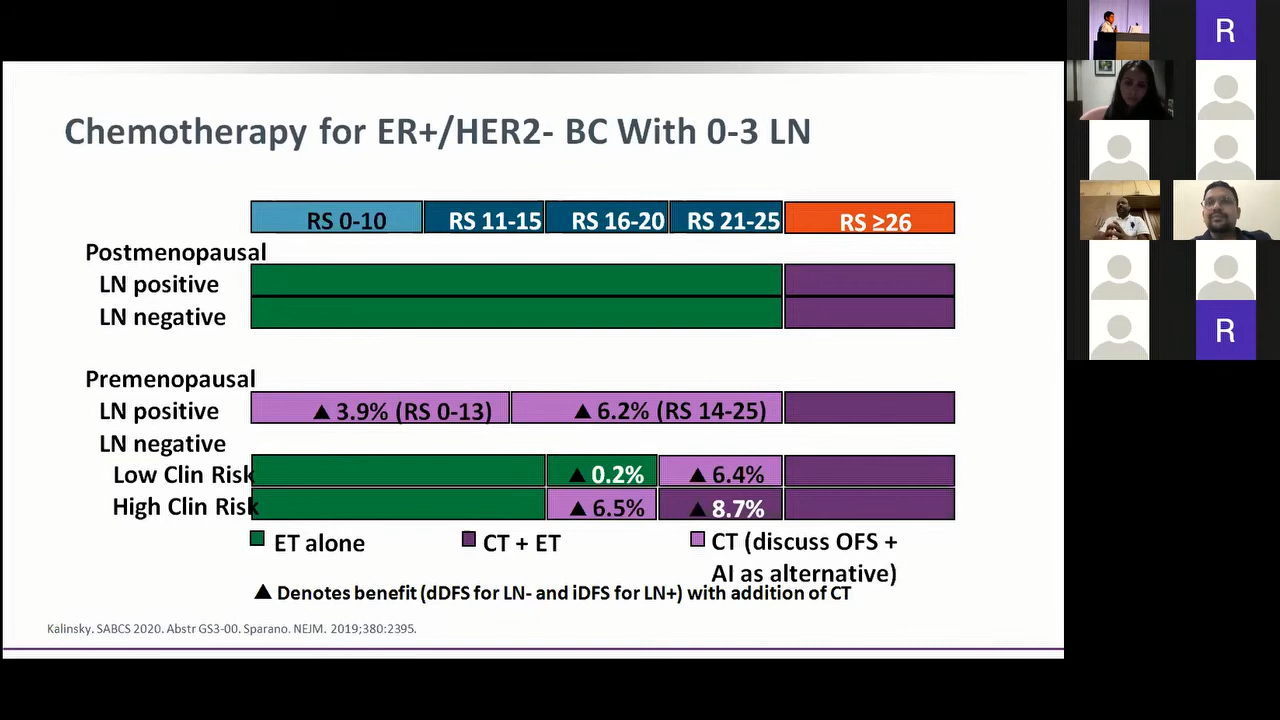 Chemotherapy for ER+/HER2- BC With 0-3 LN
RS 0-10 RS 11-15 RS 16-20 RS 21-25 RS ≥26
Postmenopausal
LN positive
LN negative
Premenopausal
LN positive ▲ 3.9% (RS 0-13) ▲ 6.2% (RS 14-25)
LN negative
Low Clin Risk ▲ 0.2% ▲ 6.4%
High Clin Risk ▲ 6.5% ▲ 8.7%
ET alone CT + ET CT (discuss OFS +
AI as alternative)
▲ Denotes benefit (dDFS for LN- and iDFS for LN+) with addition of CT
Kalinsky. SABCS 2020. Abstr GS3-00. Sparano. NEJM. 2019;380:2395.
R
R